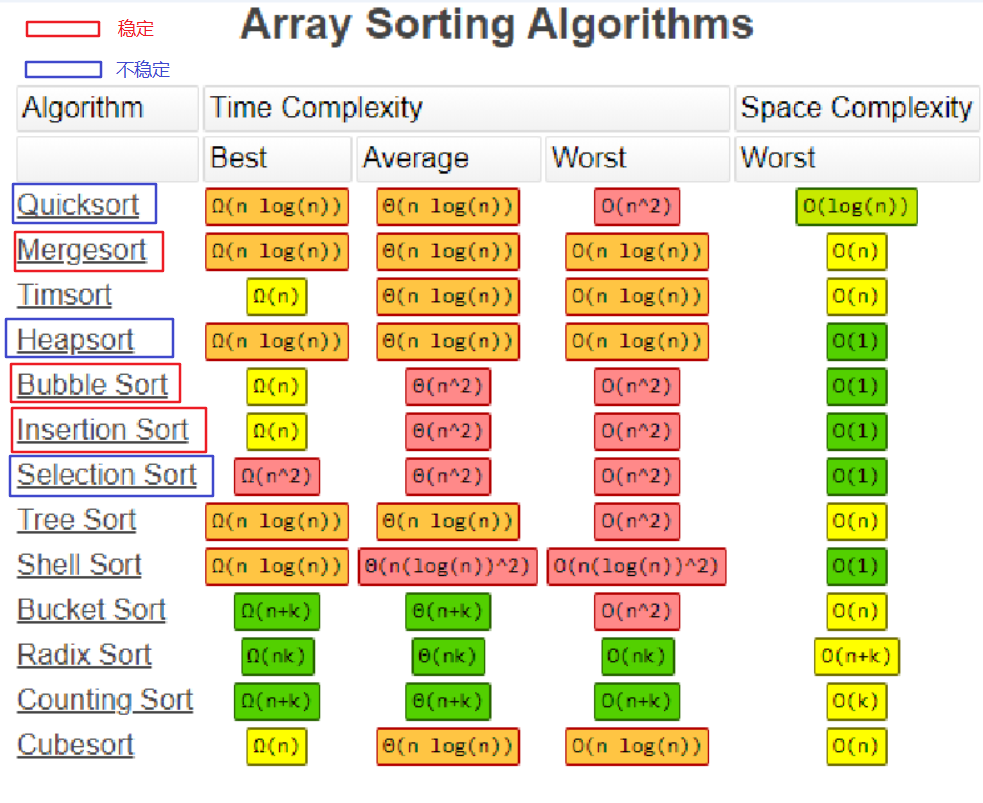 Array Sorting Algorithms
稳定
不稳定
Algorithm Time Complexity Space Complexity
Best Average Worst Worst
Quicksort Ω(n log(n)) Θ(n log(n)) O(n^2) O(log(n))
Mergesort Ω(n log(n)) Θ(n log(n)) O(n log(n)) O(n)
Timsort Ω(n) Θ(n log(n)) O(n log(n)) O(n)
Heapsort Ω(n log(n)) Θ(n log(n)) O(n log(n)) O(1)
Bubble Sort Ω(n) Θ(n^2) O(n^2) O(1)
Insertion Sort Ω(n) Θ(n^2) O(n^2) O(1)
Selection Sort Ω(n^2) Θ(n^2) O(n^2) O(1)
Tree Sort Ω(n log(n)) Θ(n log(n)) O(n^2) O(n)
Shell Sort Ω(n log(n)) Θ(n(log(n))^2) O(n(log(n))^2) O(1)
Bucket Sort Ω(n+k) Θ(n+k) O(n^2) O(n)
Radix Sort Ω(nk) Θ(nk) O(nk) O(n+k)
Counting Sort Ω(n+k) Θ(n+k) O(n+k) O(k)
Cubesort Ω(n) Θ(n log(n)) O(n log(n)) O(n)